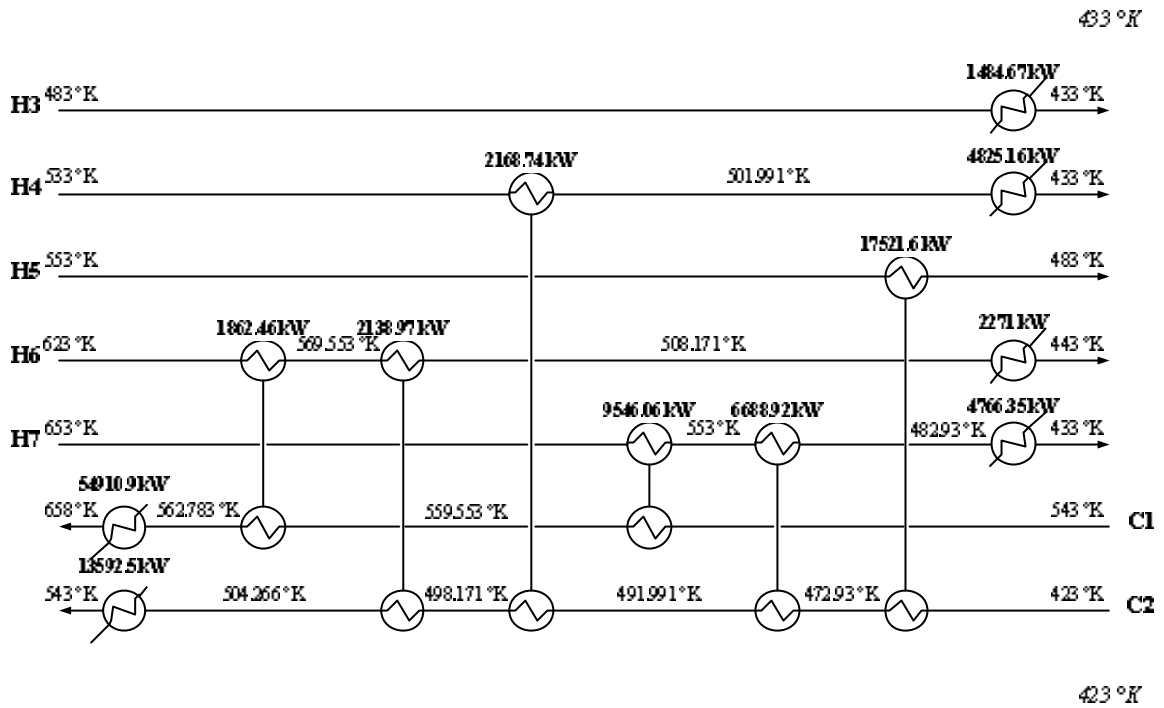 433 °K
1484.67kW
H3 483°K 433 °K
2168.74kW 4825.16kW
H4 533°K 501.991°K 433 °K
17521.6kW
H5 553°K 483 °K
1862.46kW 2138.97kW 2271kW
H6 623°K 569.553°K 508.171°K 443 °K
9546.06kW 6688.92kW 4766.35kW
H7 653°K 553°K 482.93°K 433 °K
54910.9kW
658°K 562.783 °K 559.553 °K 543 °K C1
13592.5kW
543°K 504.266°K 498.171°K 491.991°K 472.93°K 423 °K C2
423 °K